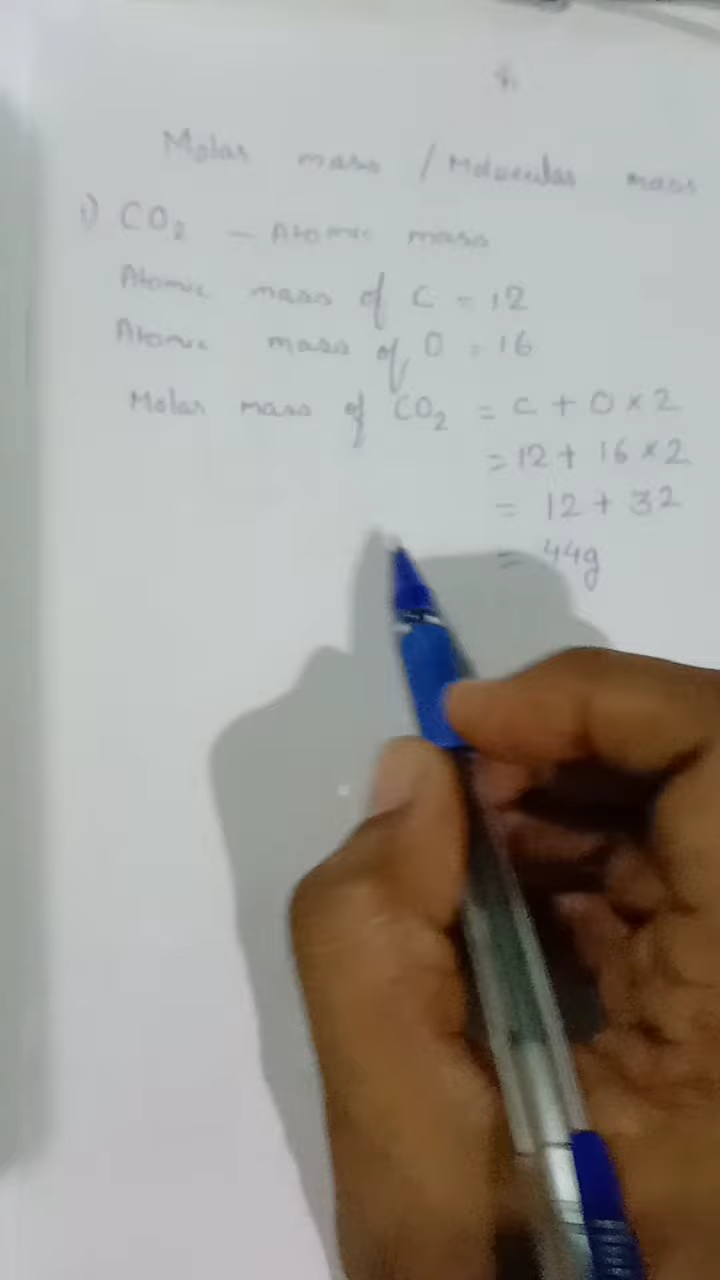 Molar mass / Molecular mass
1) CO2 – Atomic mass
Atomic mass of C = 12
Atomic mass of O = 16
Molar mass of CO2 = C + O × 2
= 12 + 16 × 2
= 12 + 32
= 44g